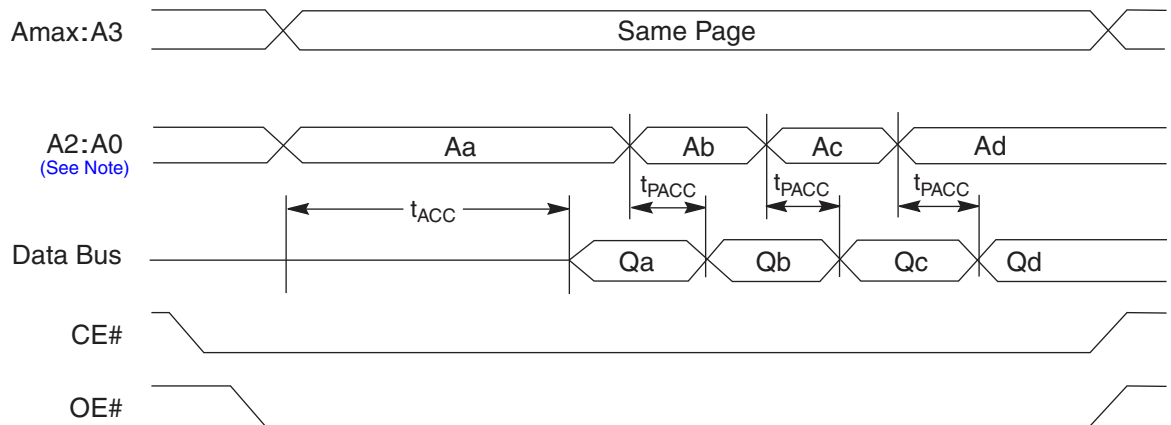 Amax:A3 Same Page
A2:A0 Aa Ab Ac Ad
(See Note)
tACC tPACC tPACC tPACC
Data Bus Qa Qb Qc Qd
CE#
OE#